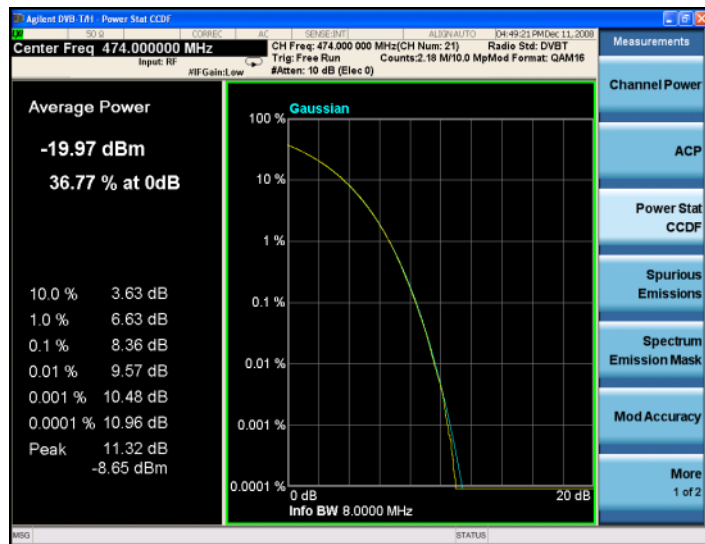 Agilent DVB-T/H - Power Stat CCDF
50 Ω CORREC AC SENSE:INT ALIGN AUTO 04:49:21 PM Dec 11, 2008
Center Freq 474.000000 MHz
CH Freq: 474.000 000 MHz(CH Num: 21) Radio Std: DVBT
Input: RF Trig: Free Run Counts:2.18 M/10.0 Mp Mod Format: QAM16
#IFGain:Low #Atten: 10 dB (Elec 0)
Average Power
-19.97 dBm
36.77 % at 0dB
10.0 % 3.63 dB
1.0 % 6.63 dB
0.1 % 8.36 dB
0.01 % 9.57 dB
0.001 % 10.48 dB
0.0001 % 10.96 dB
Peak 11.32 dB
-8.65 dBm
Gaussian
100 %
10 %
1 %
0.1 %
0.01 %
0.001 %
0.0001 %
0 dB 20 dB
Info BW 8.0000 MHz
Measurements
Channel Power
ACP
Power Stat
CCDF
Spurious
Emissions
Spectrum
Emission Mask
Mod Accuracy
More
1 of 2
MSG STATUS